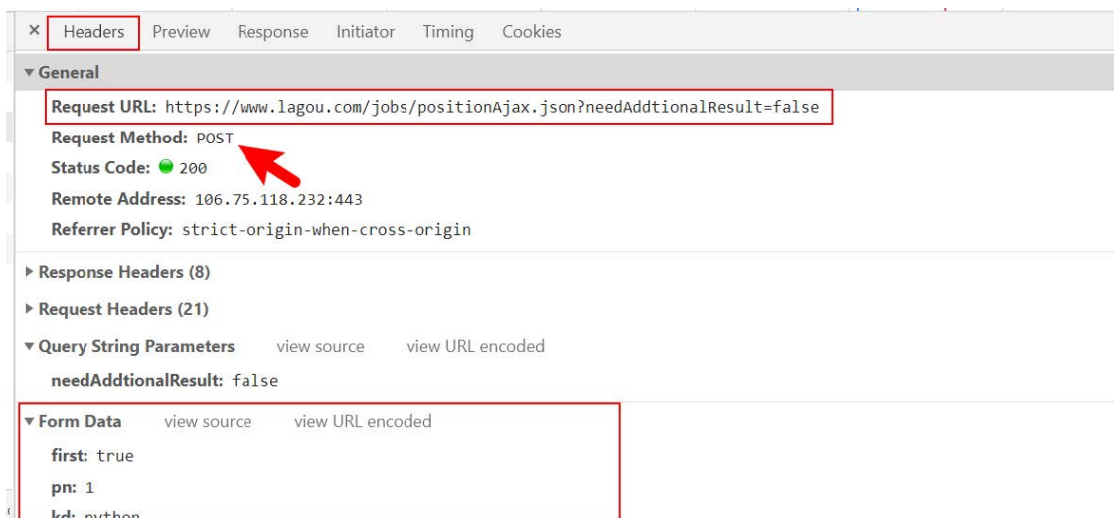 × Headers Preview Response Initiator Timing Cookies
▼ General
Request URL: https://www.lagou.com/jobs/positionAjax.json?needAddtionalResult=false
Request Method: POST
Status Code: 200
Remote Address: 106.75.118.232:443
Referrer Policy: strict-origin-when-cross-origin
▶ Response Headers (8)
▶ Request Headers (21)
▼ Query String Parameters view source view URL encoded
needAddtionalResult: false
▼ Form Data view source view URL encoded
first: true
pn: 1
kd: python